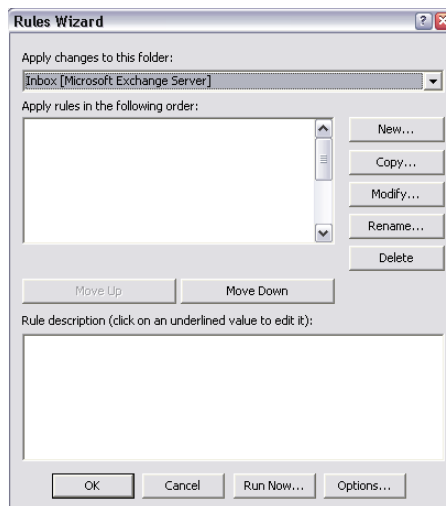 Rules Wizard
Apply changes to this folder:
Inbox [Microsoft Exchange Server]
Apply rules in the following order:
New...
Copy...
Modify...
Rename...
Delete
Move Up
Move Down
Rule description (click on an underlined value to edit it):
OK
Cancel
Run Now...
Options...